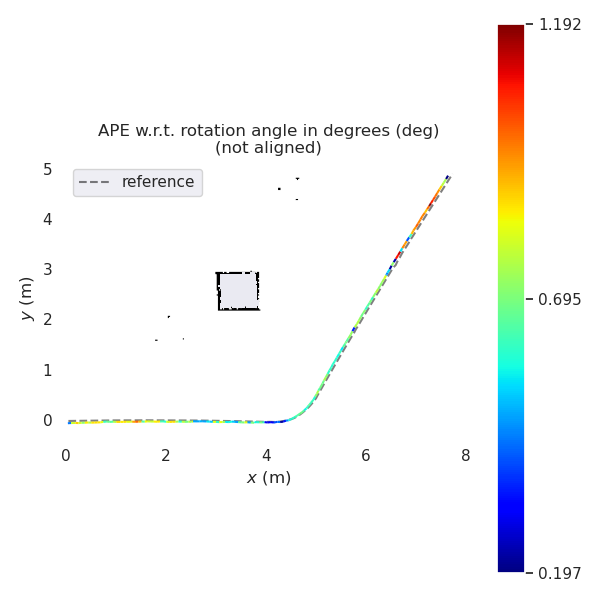 APE w.r.t. rotation angle in degrees (deg)
(not aligned)
reference
5
4
3
2
1
0
y (m)
0 2 4 6 8
x (m)
1.192
0.695
0.197